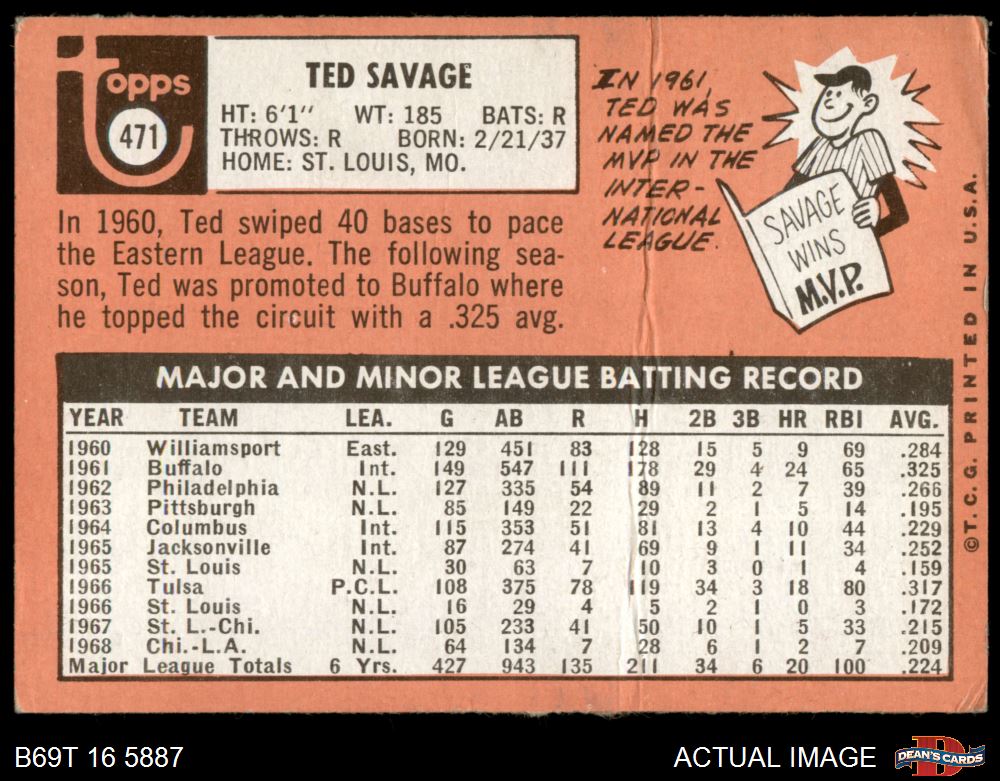 Topps
471
TED SAVAGE
HT: 6'1" WT: 185 BATS: R
THROWS: R BORN: 2/21/37
HOME: ST. LOUIS, MO.
In 1960, Ted swiped 40 bases to pace
the Eastern League. The following sea-
son, Ted was promoted to Buffalo where
he topped the circuit with a .325 avg.
IN 1961,
TED WAS
NAMED THE
MVP IN THE
INTER-
NATIONAL
LEAGUE.
SAVAGE
WINS
M.V.P.
©T. C. G. PRINTED IN U.S.A.
MAJOR AND MINOR LEAGUE BATTING RECORD
YEAR TEAM LEA. G AB R H 2B 3B HR RBI AVG.
1960 Williamsport East. 129 451 83 128 15 5 9 69 .284
1961 Buffalo Int. 149 547 111 178 29 4 24 65 .325
1962 Philadelphia N.L. 127 335 54 89 11 2 7 39 .266
1963 Pittsburgh N.L. 85 149 22 29 2 1 5 14 .195
1964 Columbus Int. 115 353 51 81 13 4 10 44 .229
1965 Jacksonville Int. 87 274 41 69 9 1 11 34 .252
1965 St. Louis N.L. 30 63 7 10 3 0 1 4 .159
1966 Tulsa P.C.L. 108 375 78 119 34 3 18 80 .317
1966 St. Louis N.L. 16 29 4 5 2 1 0 3 .172
1967 St. L.-Chi. N.L. 105 233 41 50 10 1 5 33 .215
1968 Chi.-L.A. N.L. 64 134 7 28 6 1 2 7 .209
Major League Totals 6 Yrs. 427 943 135 211 34 6 20 100 .224
B69T 16 5887
ACTUAL IMAGE
D
DEAN'S CARDS